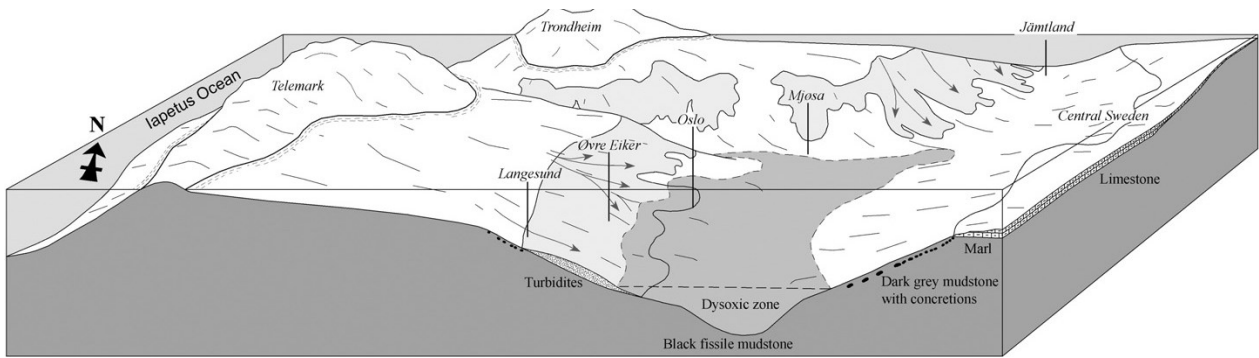 Trondheim
Jämtland
Telemark
Iapetus Ocean
N
Mjøsa
Oslo
Central Sweden
Øvre Eiker
Langesund
Limestone
Marl
Turbidites
Dark grey mudstone
with concretions
Dysoxic zone
Black fissile mudstone